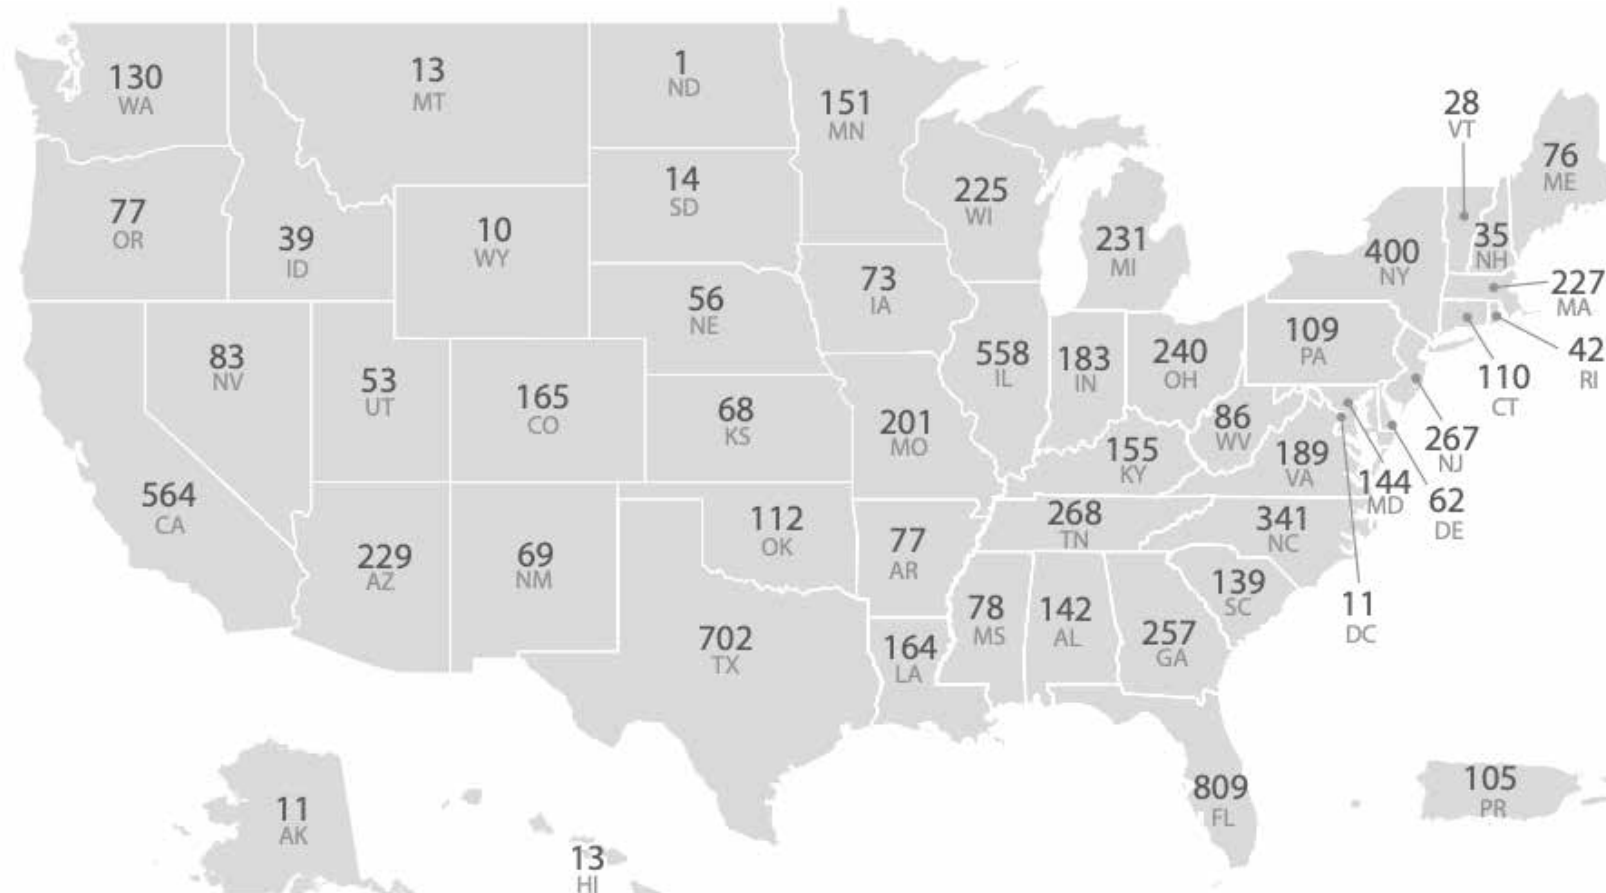 130
WA
13
MT
1
ND
151
MN
28
VT
76
ME
77
OR
39
ID
10
WY
14
SD
225
WI
231
MI
400
NY
35
NH
227
MA
83
NV
53
UT
165
CO
56
NE
73
IA
558
IL
183
IN
240
OH
109
PA
42
RI
110
CT
68
KS
201
MO
155
KY
86
WV
189
VA
267
NJ
144
MD
62
DE
564
CA
229
AZ
69
NM
112
OK
77
AR
268
TN
341
NC
139
SC
11
DC
702
TX
164
LA
78
MS
142
AL
257
GA
809
FL
105
PR
11
AK
13
HI